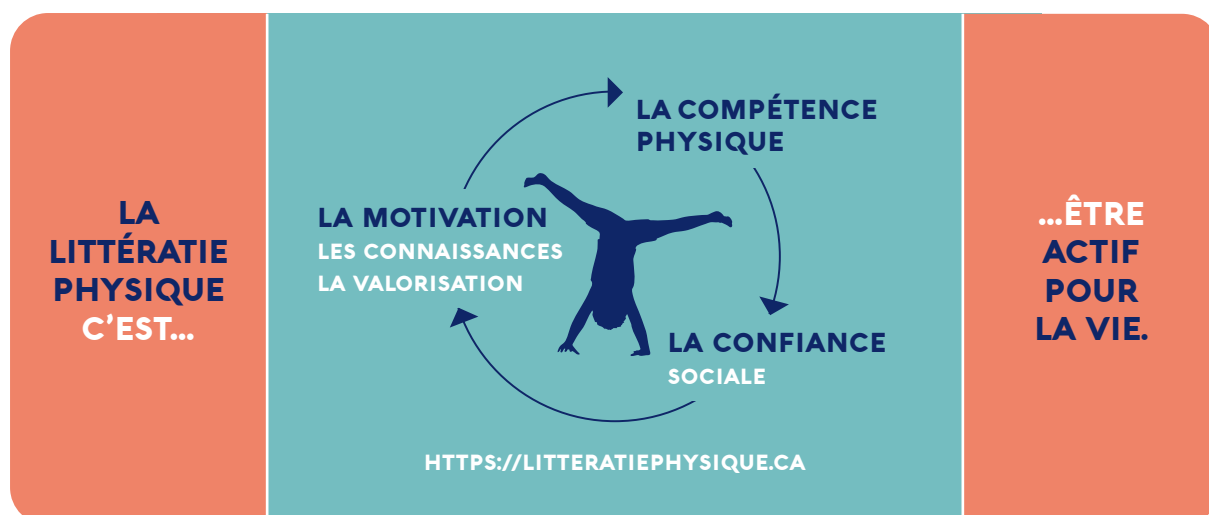 LA
LITTÉRATIE
PHYSIQUE
C'EST...
LA COMPÉTENCE
PHYSIQUE
LA MOTIVATION
LES CONNAISSANCES
LA VALORISATION
LA CONFIANCE
SOCIALE
HTTPS://LITTERATIEPHYSIQUE.CA
...ÊTRE
ACTIF
POUR
LA VIE.